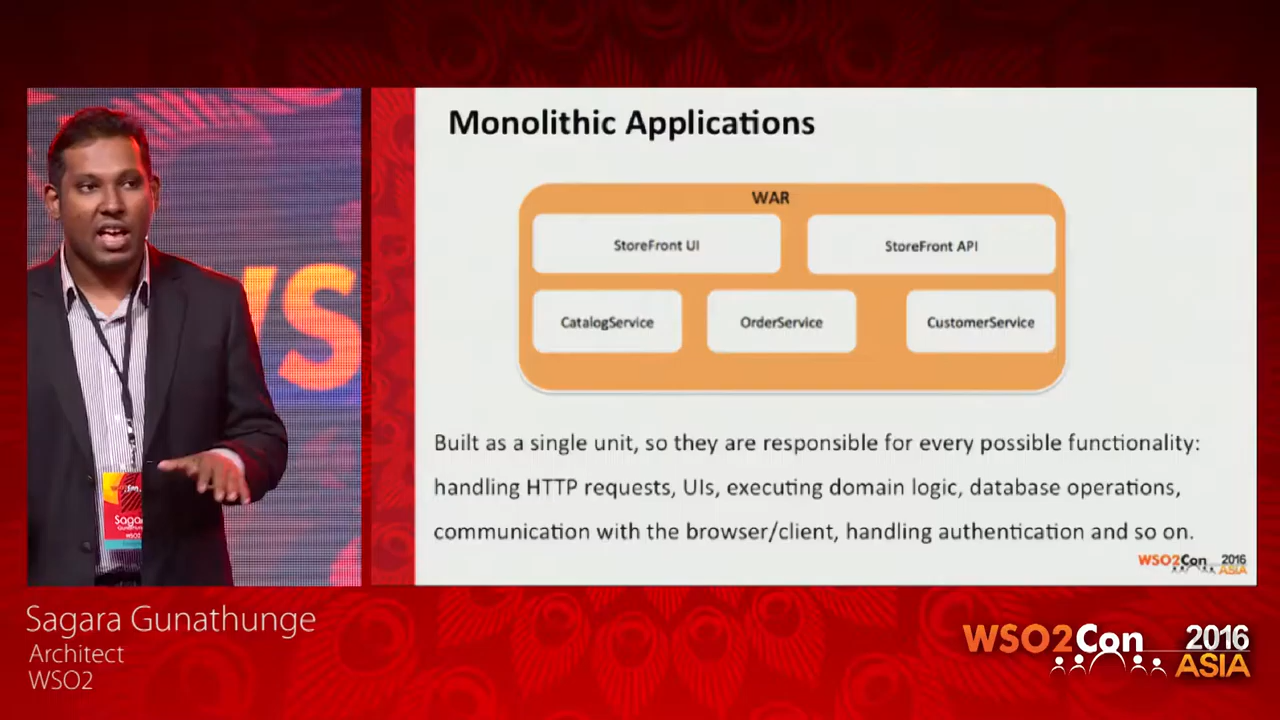 Monolithic Applications
WAR
StoreFront UI
StoreFront API
CatalogService
OrderService
CustomerService
Built as a single unit, so they are responsible for every possible functionality:
handling HTTP requests, UIs, executing domain logic, database operations,
communication with the browser/client, handling authentication and so on.
WSO2Con 2016
ASIA
WS
WSO2
Sagara Gunathunge
Architect
WSO2
WSO2Con 2016
ASIA